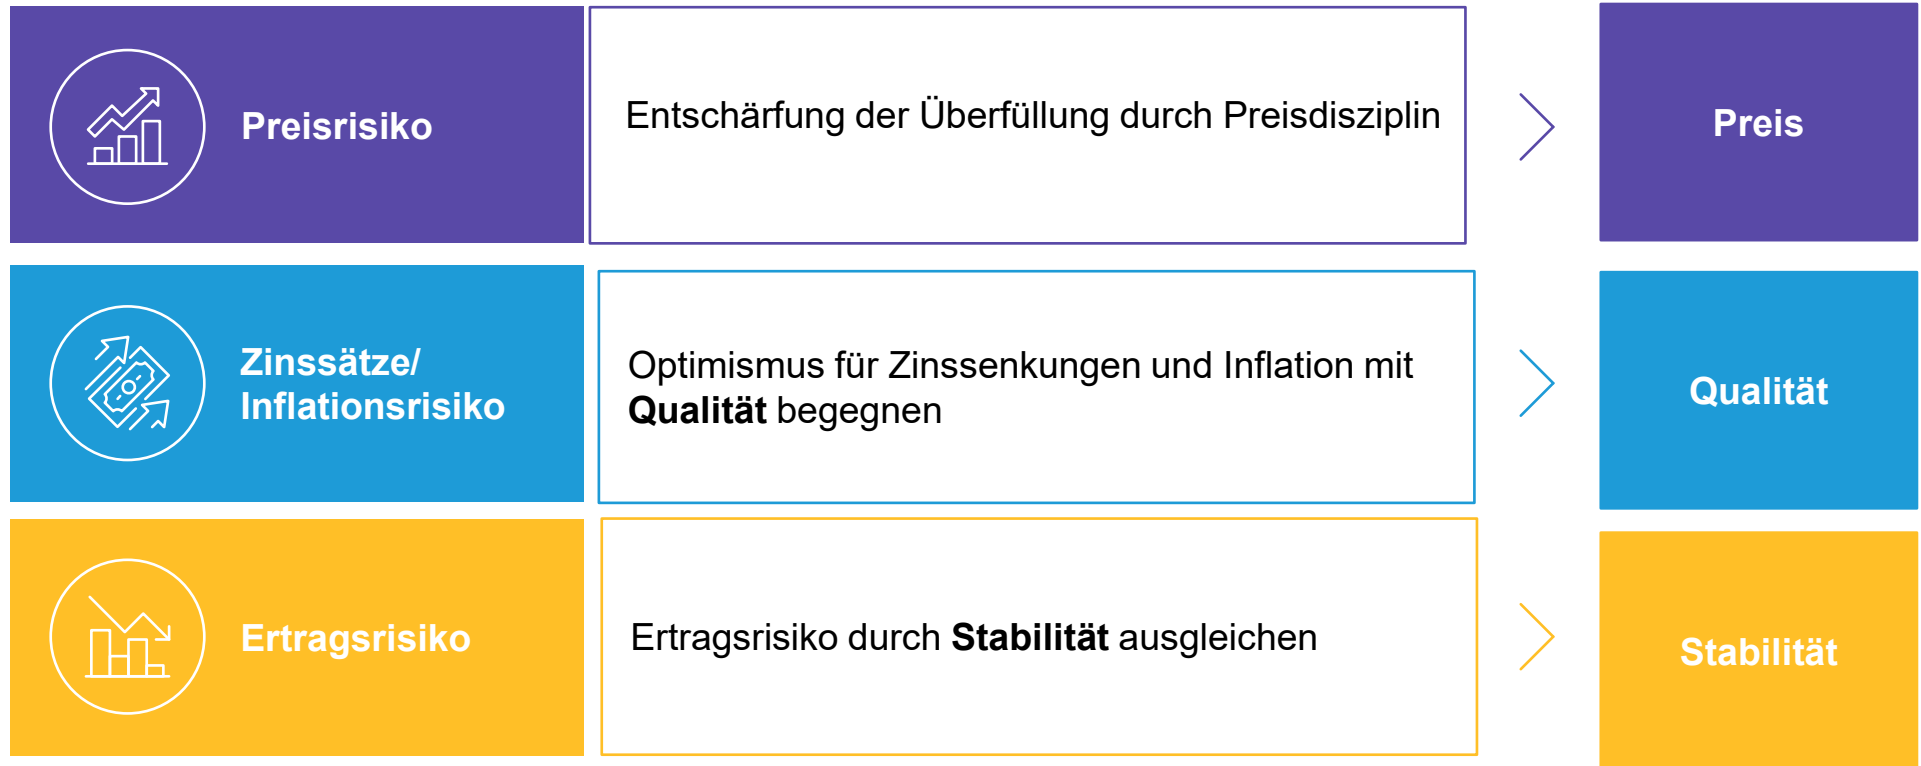 Preisrisiko
Entschärfung der Überfüllung durch Preisdisziplin
Preis
Zinssätze/
Inflationsrisiko
Optimismus für Zinssenkungen und Inflation mit
Qualität begegnen
Qualität
Ertragsrisiko
Ertragsrisiko durch Stabilität ausgleichen
Stabilität